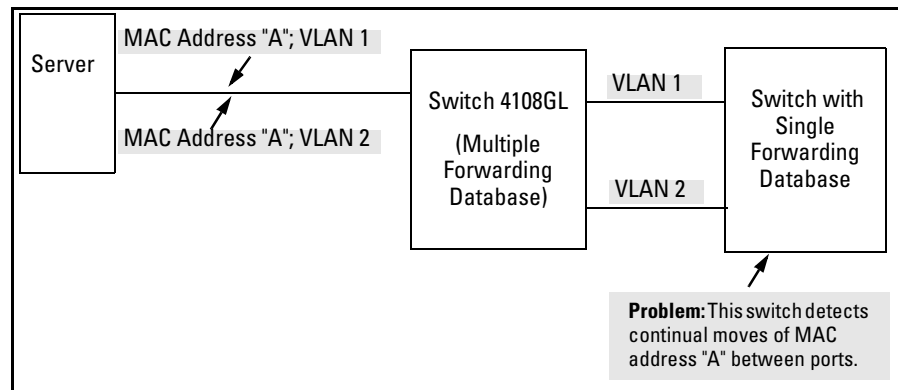 MAC Address "A"; VLAN 1
Server
MAC Address "A"; VLAN 2
Switch 4108GL
(Multiple
Forwarding
Database)
VLAN 1
VLAN 2
Switch with
Single
Forwarding
Database
Problem: This switch detects
continual moves of MAC
address "A" between ports.